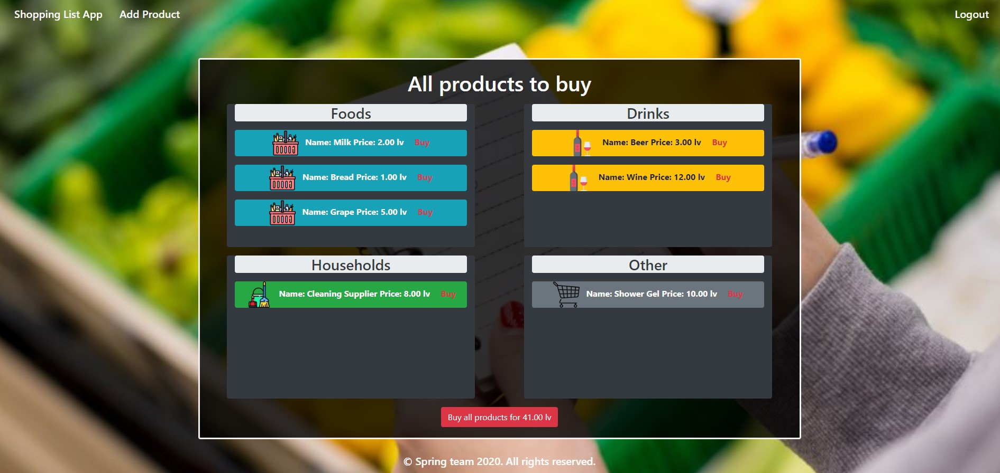 Shopping List App Add Product Logout
All products to buy
Foods
Name: Milk Price: 2.00 lv Buy
Name: Bread Price: 1.00 lv Buy
Name: Grape Price: 5.00 lv Buy
Drinks
Name: Beer Price: 3.00 lv Buy
Name: Wine Price: 12.00 lv Buy
Households
Name: Cleaning Supplier Price: 8.00 lv Buy
Other
Name: Shower Gel Price: 10.00 lv Buy
Buy all products for 41.00 lv
© Spring team 2020. All rights reserved.